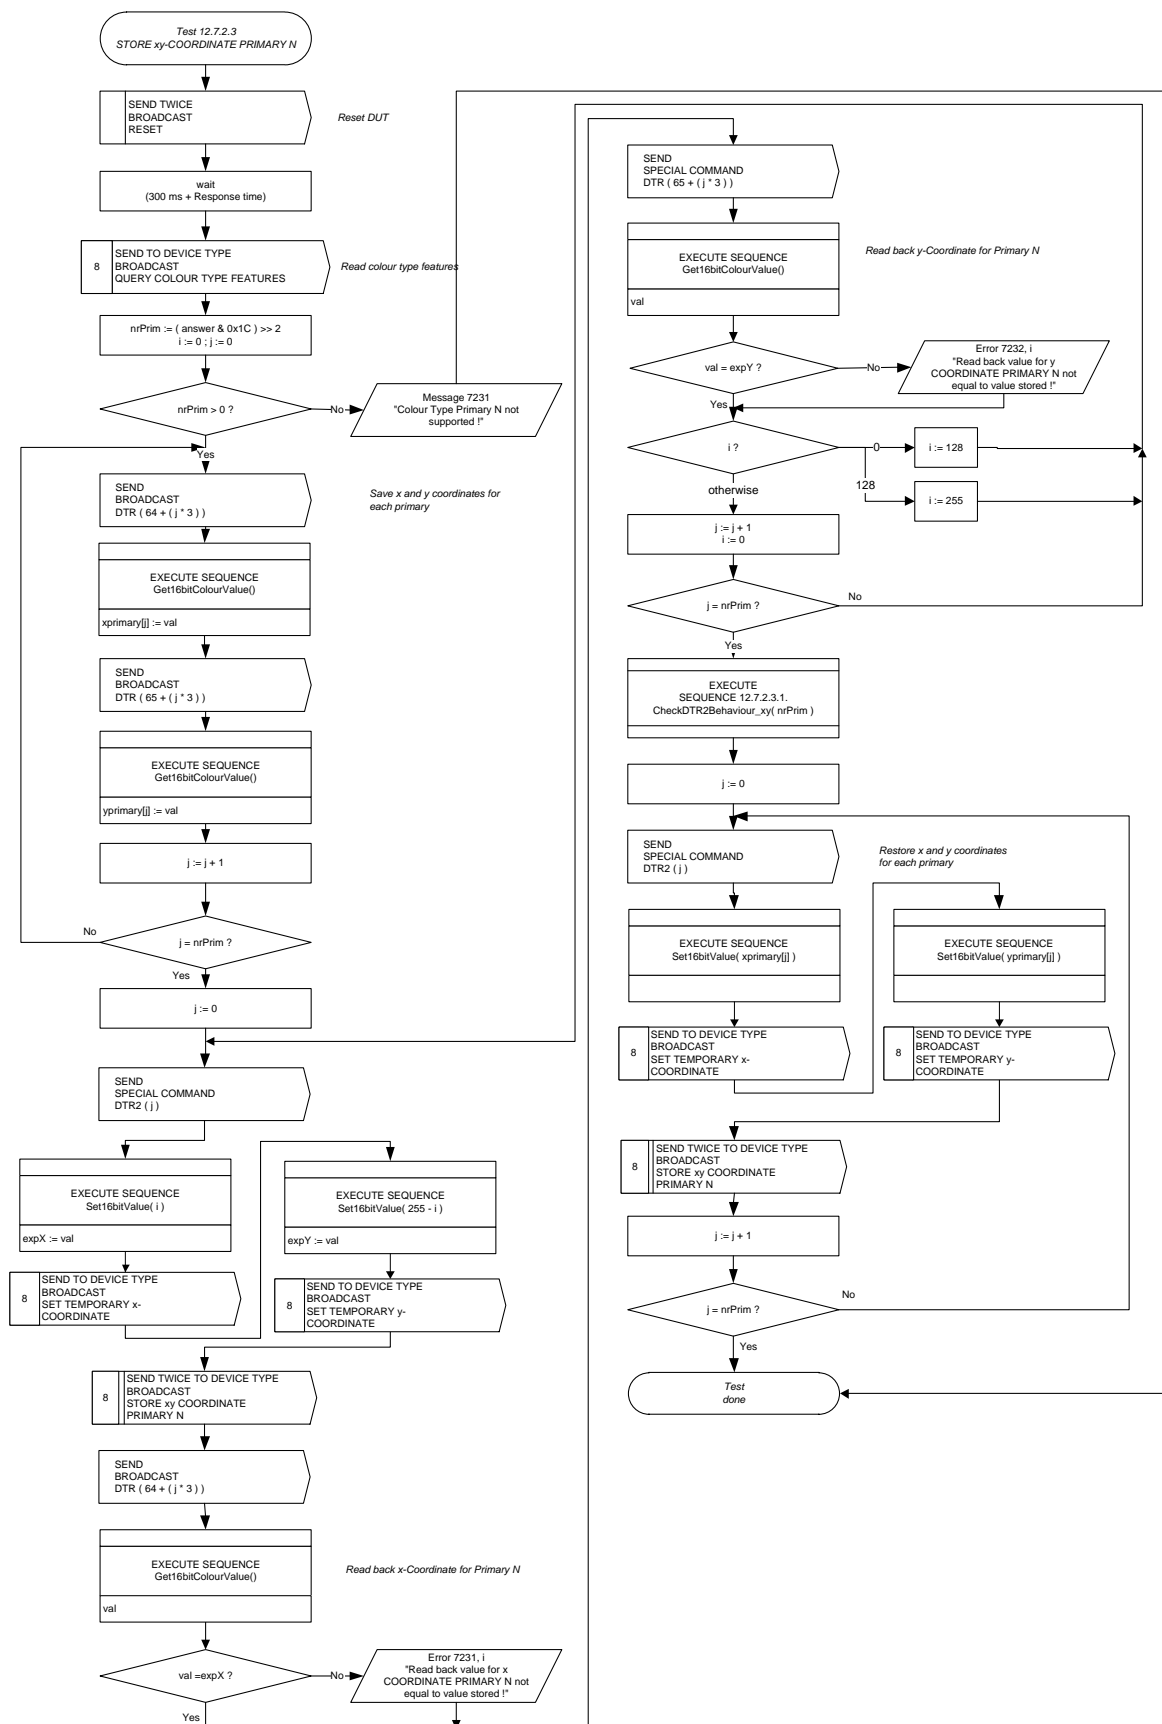 Test 12.7.2.3
STORE xy-COORDINATE PRIMARY N
SEND TWICE
BROADCAST
RESET
Reset DUT
wait
(300 ms + Response time)
8
SEND TO DEVICE TYPE
BROADCAST
QUERY COLOUR TYPE FEATURES
Read colour type features
nrPrim := ( answer & 0x1C ) >> 2
i := 0 ; j := 0
nrPrim > 0 ?
No
Message 7231
"Colour Type Primary N not
supported !"
Yes
SEND
BROADCAST
DTR ( 64 + ( j * 3 ) )
Save x and y coordinates for
each primary
EXECUTE SEQUENCE
Get16bitColourValue()
xprimary[j] := val
SEND
BROADCAST
DTR ( 65 + ( j * 3 ) )
EXECUTE SEQUENCE
Get16bitColourValue()
yprimary[j] := val
j := j + 1
No
j = nrPrim ?
Yes
j := 0
SEND
SPECIAL COMMAND
DTR2 ( j )
EXECUTE SEQUENCE
Set16bitValue( i )
expX := val
EXECUTE SEQUENCE
Set16bitValue( 255 - i )
expY := val
8
SEND TO DEVICE TYPE
BROADCAST
SET TEMPORARY x-
COORDINATE
8
SEND TO DEVICE TYPE
BROADCAST
SET TEMPORARY y-
COORDINATE
8
SEND TWICE TO DEVICE TYPE
BROADCAST
STORE xy COORDINATE
PRIMARY N
SEND
BROADCAST
DTR ( 64 + ( j * 3 ) )
EXECUTE SEQUENCE
Get16bitColourValue()
val
Read back x-Coordinate for Primary N
val =expX ?
No
Error 7231, i
"Read back value for x
COORDINATE PRIMARY N not
equal to value stored !"
Yes
SEND
SPECIAL COMMAND
DTR ( 65 + ( j * 3 ) )
EXECUTE SEQUENCE
Get16bitColourValue()
val
Read back y-Coordinate for Primary N
val = expY ?
No
Error 7232, i
"Read back value for y
COORDINATE PRIMARY N not
equal to value stored !"
Yes
i ?
0
i := 128
128
i := 255
otherwise
j := j + 1
i := 0
j = nrPrim ?
No
Yes
EXECUTE
SEQUENCE 12.7.2.3.1.
CheckDTR2Behaviour_xy( nrPrim )
j := 0
SEND
SPECIAL COMMAND
DTR2 ( j )
Restore x and y coordinates
for each primary
EXECUTE SEQUENCE
Set16bitValue( xprimary[j] )
EXECUTE SEQUENCE
Set16bitValue( yprimary[j] )
8
SEND TO DEVICE TYPE
BROADCAST
SET TEMPORARY x-
COORDINATE
8
SEND TO DEVICE TYPE
BROADCAST
SET TEMPORARY y-
COORDINATE
8
SEND TWICE TO DEVICE TYPE
BROADCAST
STORE xy COORDINATE
PRIMARY N
j := j + 1
j = nrPrim ?
No
Yes
Test
done